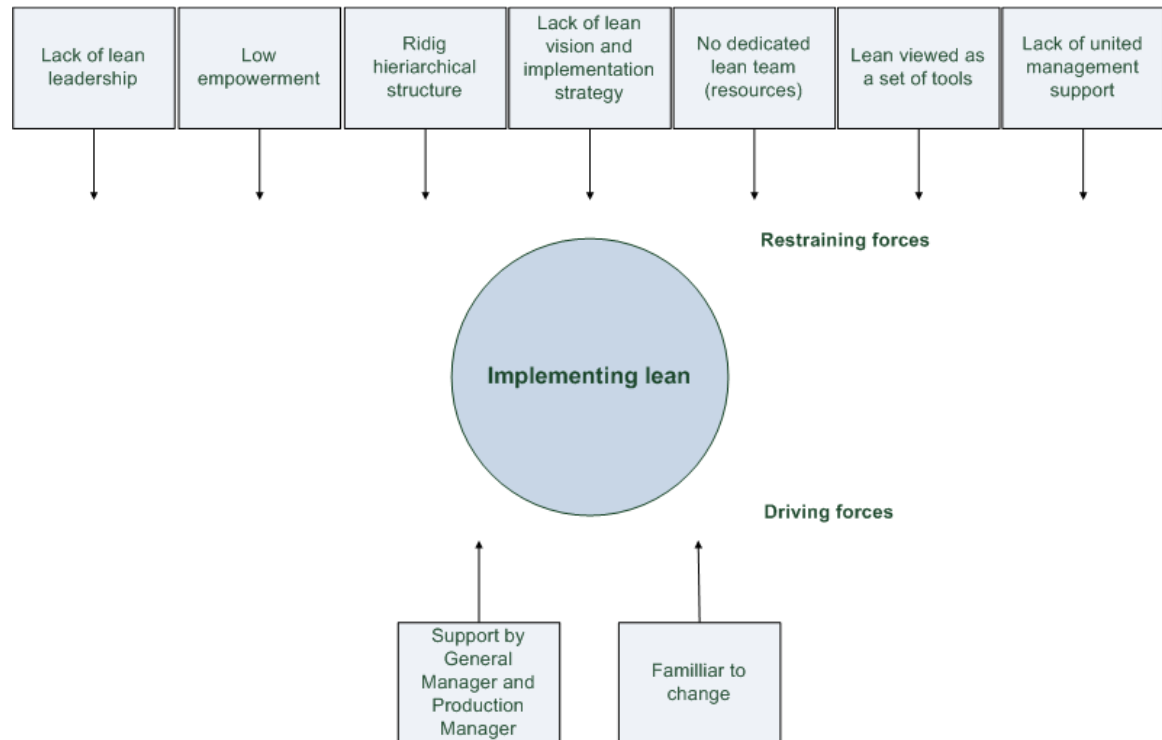 Lack of lean
leadership
Low
empowerment
Ridig
hieriarchical
structure
Lack of lean
vision and
implementation
strategy
No dedicated
lean team
(resources)
Lean viewed as
a set of tools
Lack of united
management
support
Restraining forces
Implementing lean
Driving forces
Support by
General
Manager and
Production
Manager
Familliar to
change